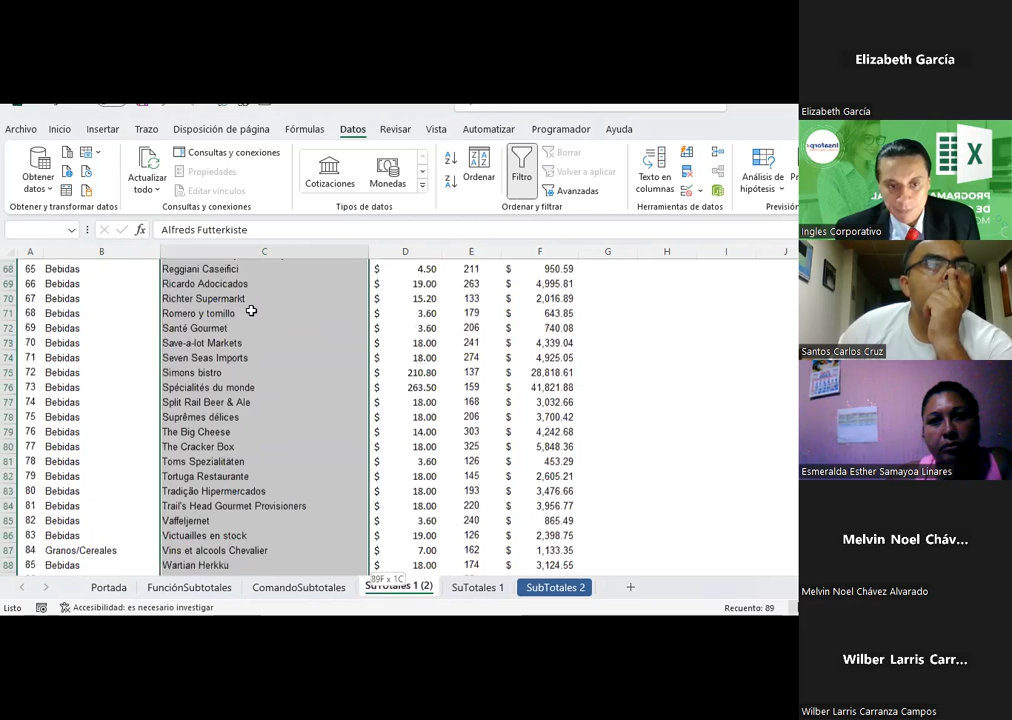 Elizabeth García
Elizabeth García
Archivo Inicio Insertar Trazo Disposición de página Fórmulas Datos Revisar Vista Automatizar Programador Ayuda
Obtener datos
Actualizar todo
Consultas y conexiones
Propiedades
Editar vínculos
Cotizaciones
Monedas
Ordenar
Filtro
Borrar
Volver a aplicar
Avanzadas
Texto en columnas
Análisis de hipótesis
Obtener y transformar datos
Consultas y conexiones
Tipos de datos
Ordenar y filtrar
Herramientas de datos
Previsión
PROGRAMA
DE
Insaforp
Ingles Corporativo
fx Alfreds Futterkiste
A B C D E F G H I J
68 65 Bebidas Reggiani Caseifici $ 4.50 211 $ 950.59
69 66 Bebidas Ricardo Adocicados $ 19.00 263 $ 4,995.81
70 67 Bebidas Richter Supermarkt $ 15.20 133 $ 2,016.89
71 68 Bebidas Romero y tomillo $ 3.60 179 $ 643.85
72 69 Bebidas Santé Gourmet $ 3.60 206 $ 740.08
73 70 Bebidas Save-a-lot Markets $ 18.00 241 $ 4,339.04
74 71 Bebidas Seven Seas Imports $ 18.00 274 $ 4,925.05
75 72 Bebidas Simons bistro $ 210.80 137 $ 28,818.61
76 73 Bebidas Spécialités du monde $ 263.50 159 $ 41,821.88
77 74 Bebidas Split Rail Beer & Ale $ 18.00 168 $ 3,032.66
78 75 Bebidas Suprêmes délices $ 18.00 206 $ 3,700.42
79 76 Bebidas The Big Cheese $ 14.00 303 $ 4,242.68
80 77 Bebidas The Cracker Box $ 18.00 325 $ 5,848.36
81 78 Bebidas Toms Spezialitäten $ 3.60 126 $ 453.29
82 79 Bebidas Tortuga Restaurante $ 18.00 145 $ 2,605.21
83 80 Bebidas Tradição Hipermercados $ 18.00 193 $ 3,476.66
84 81 Bebidas Trail's Head Gourmet Provisioners $ 18.00 220 $ 3,956.77
85 82 Bebidas Vaffeljernet $ 3.60 240 $ 865.49
86 83 Bebidas Victuailles en stock $ 19.00 126 $ 2,398.75
87 84 Granos/Cereales Vins et alcools Chevalier $ 7.00 162 $ 1,133.35
88 85 Bebidas Wartian Herkku $ 18.00 174 $ 3,124.55
89F x 1C
Portada FunciónSubtotales ComandoSubtotales SuTotales 1 (2) SuTotales 1 SubTotales 2
Listo Accesibilidad: es necesario investigar Recuento: 89
Santos Carlos Cruz
Esmeralda Esther Samayoa Linares
Melvin Noel Cháv...
Melvin Noel Chávez Alvarado
Wilber Larris Carr...
Wilber Larris Carranza Campos